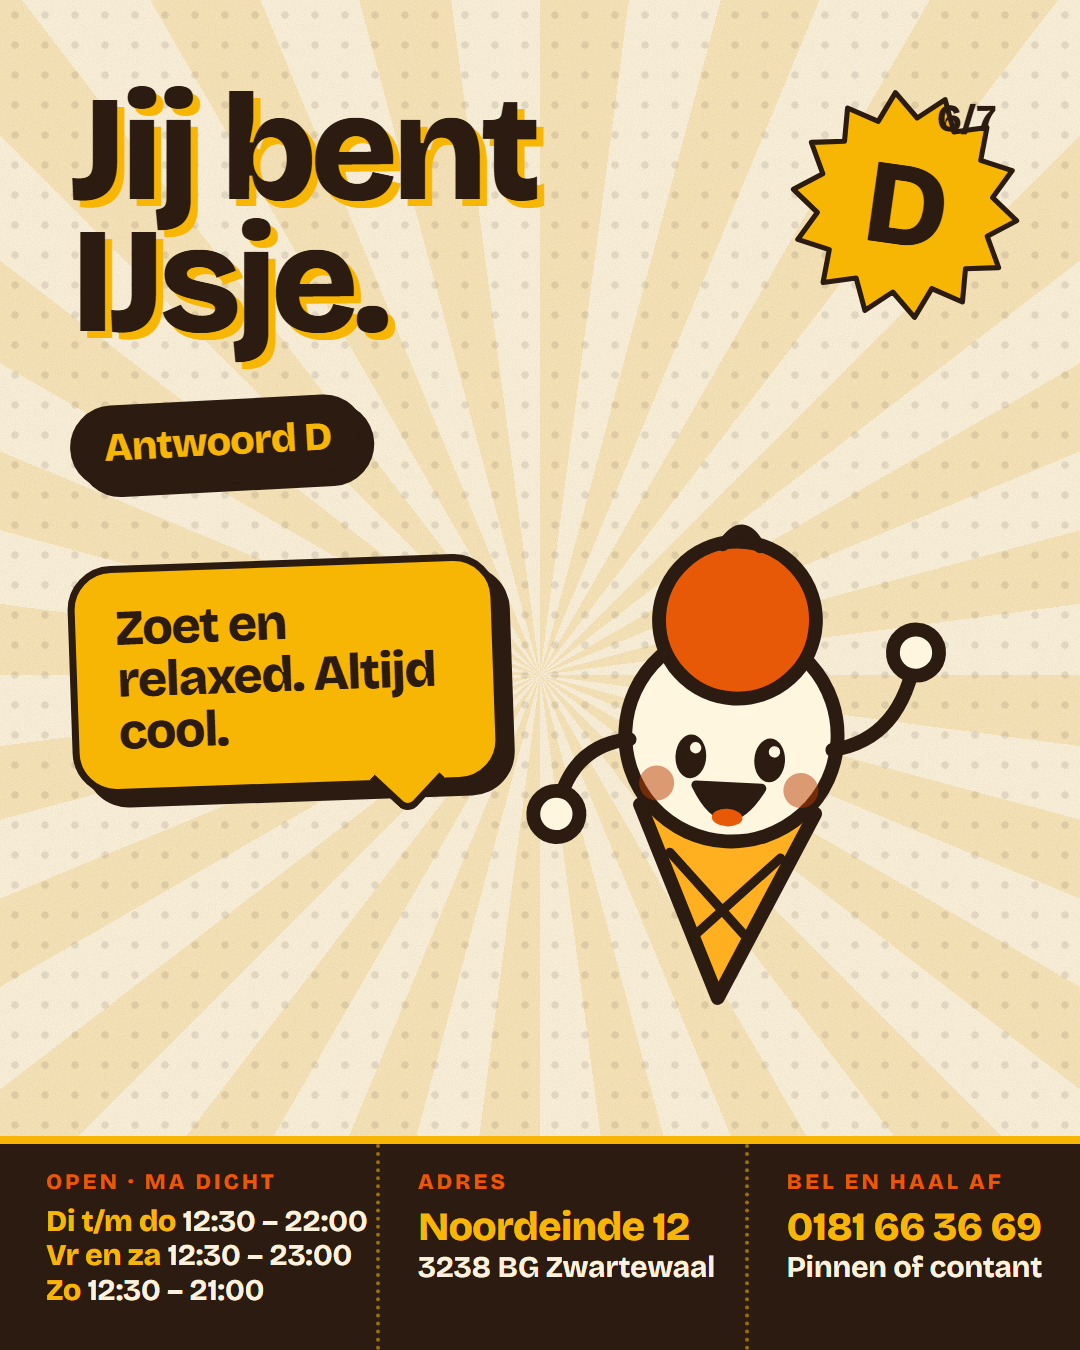 Jij bent
IJsje.
6/7
D
Antwoord D
Zoet en
relaxed. Altijd
cool.
OPEN · MA DICHT
Di t/m do 12:30 – 22:00
Vr en za 12:30 – 23:00
Zo 12:30 – 21:00
ADRES
Noordeinde 12
3238 BG Zwartewaal
BEL EN HAAL AF
0181 66 36 69
Pinnen of contant